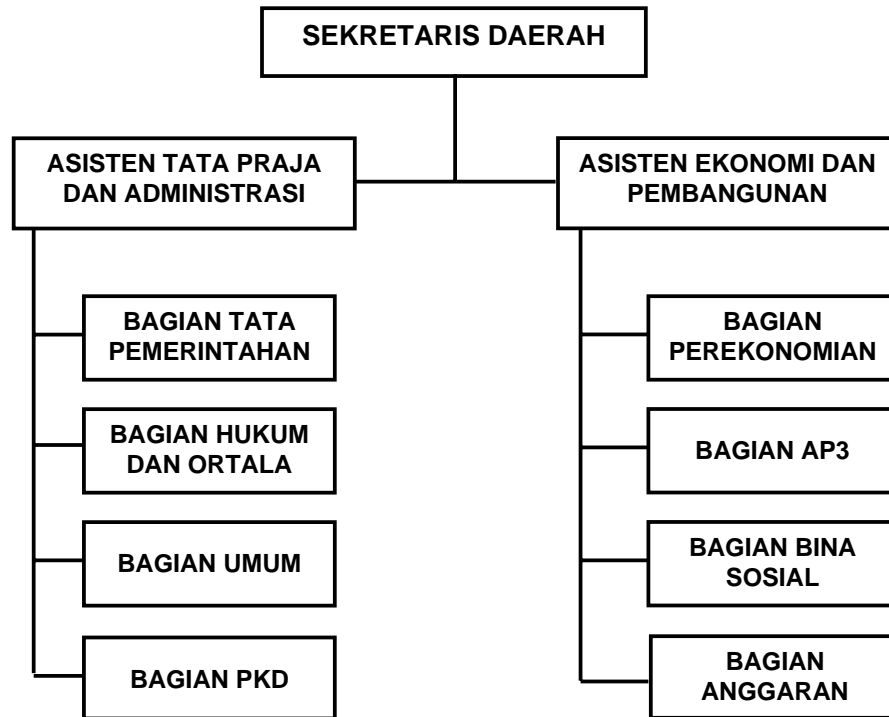 SEKRETARIS DAERAH
ASISTEN TATA PRAJA
DAN ADMINISTRASI
ASISTEN EKONOMI DAN
PEMBANGUNAN
BAGIAN TATA
PEMERINTAHAN
BAGIAN HUKUM
DAN ORTALA
BAGIAN UMUM
BAGIAN PKD
BAGIAN
PEREKONOMIAN
BAGIAN AP3
BAGIAN BINA
SOSIAL
BAGIAN
ANGGARAN